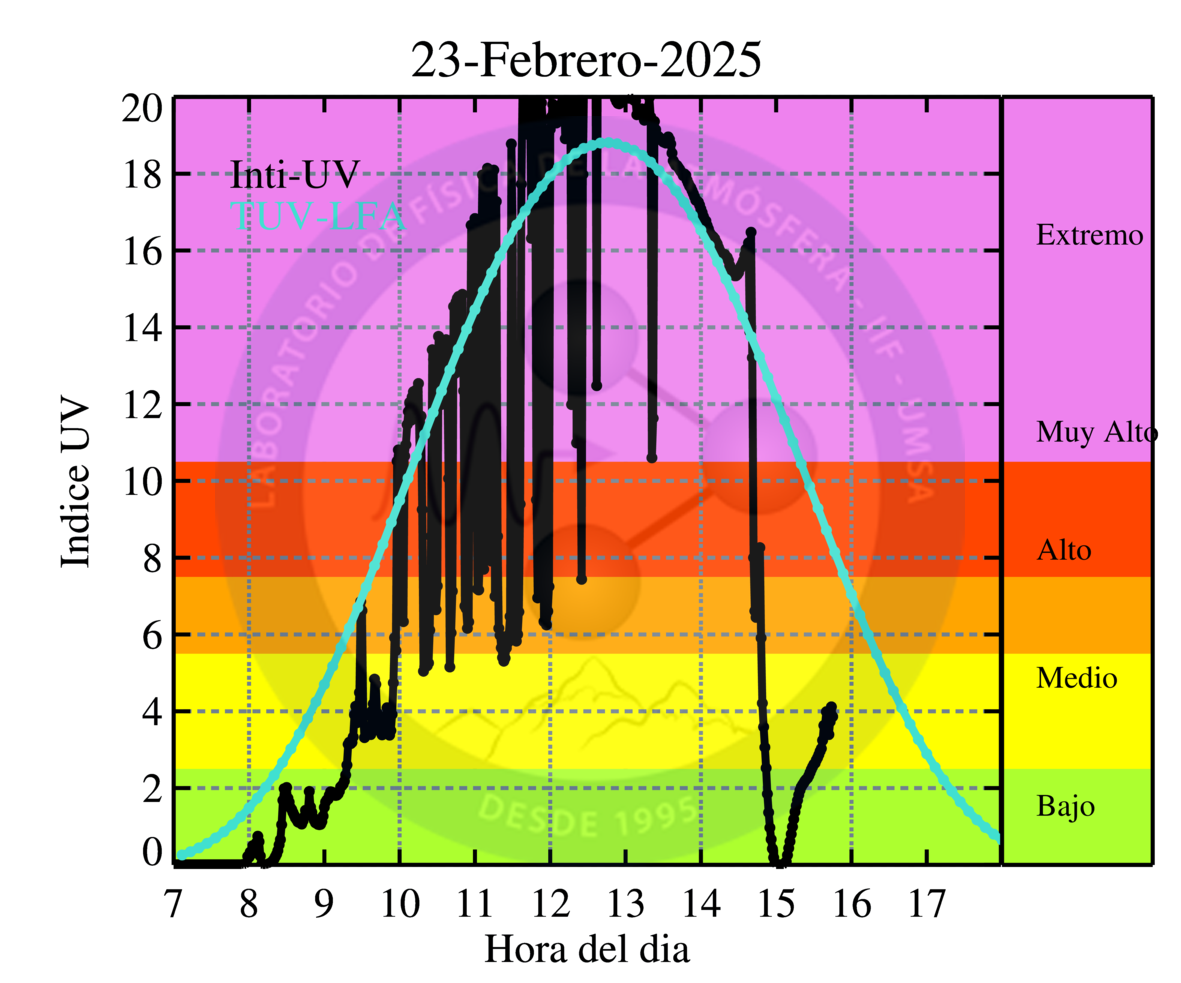 23-Febrero-2025
Indice UV
20
18
16
14
12
10
8
6
4
2
0
Inti-UV
TUV-LFA
LABORATORIO DE FÍSICA DE LA ATMÓSFERA - IIF - UMSA
DESDE 1995
Extremo
Muy Alto
Alto
Medio
Bajo
7 8 9 10 11 12 13 14 15 16 17
Hora del dia